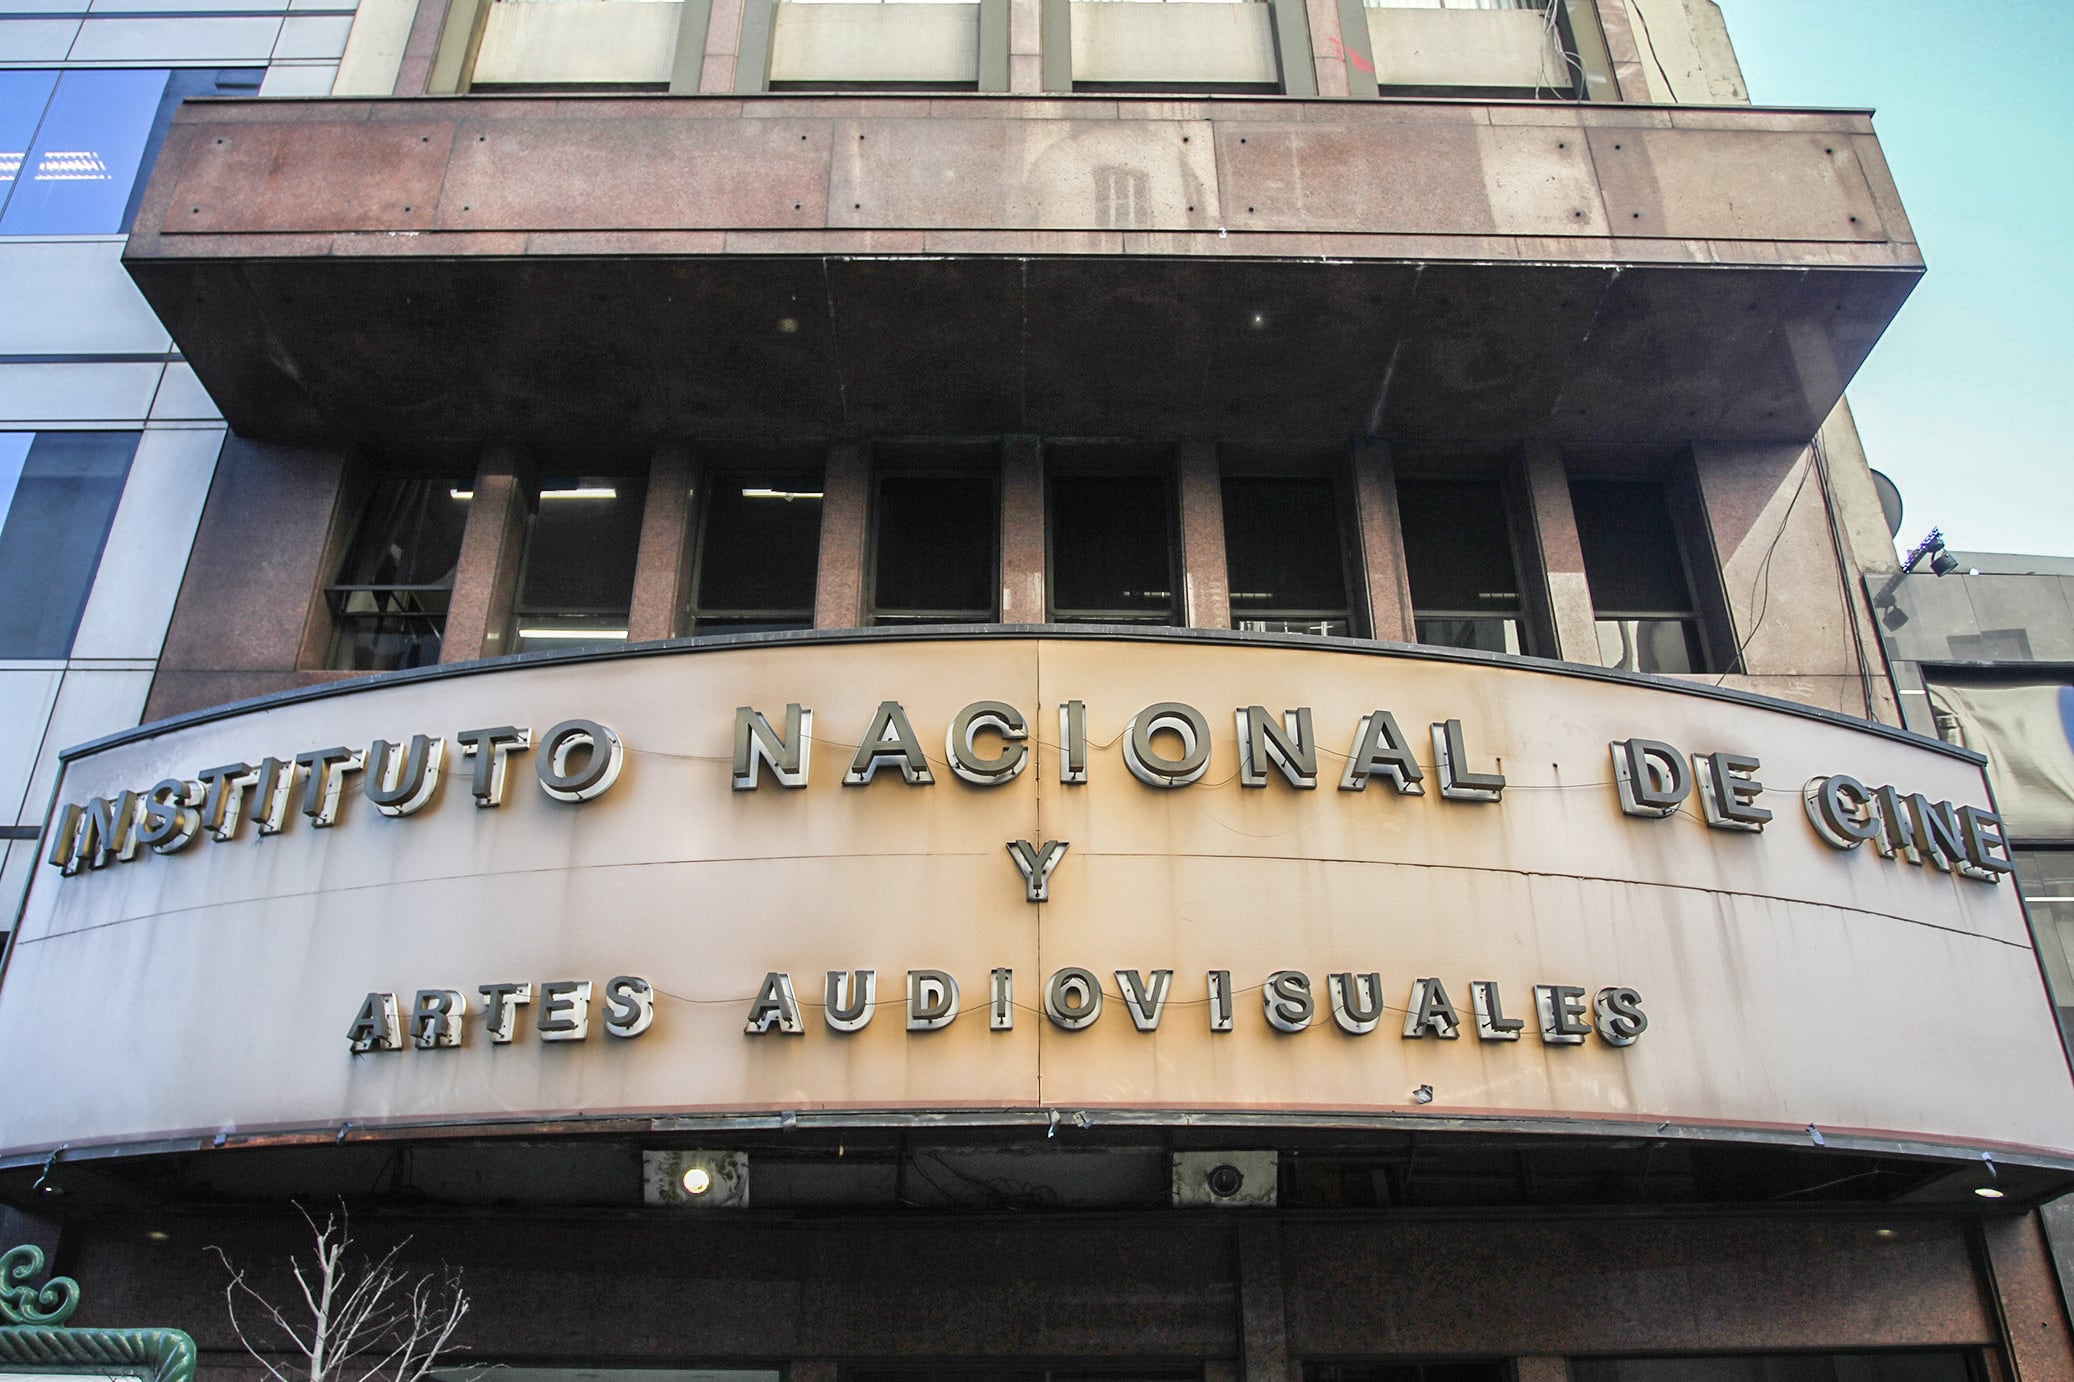 INSTITUTO NACIONAL DE CINE
Y
ARTES AUDIOVISUALES